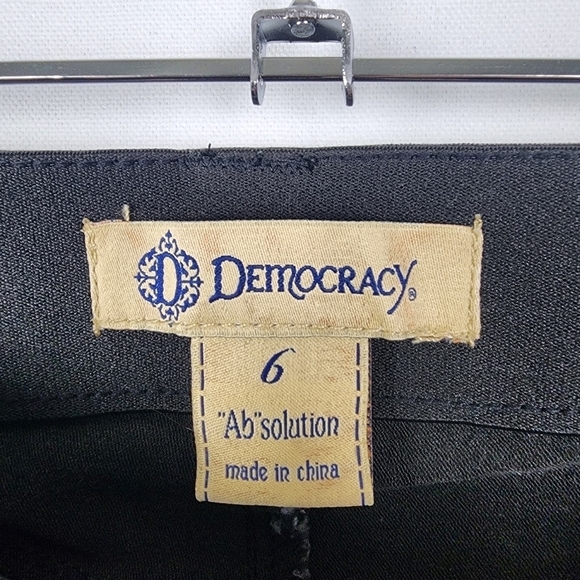 D DEMOCRACY®
6
"Ab"solution
made in china